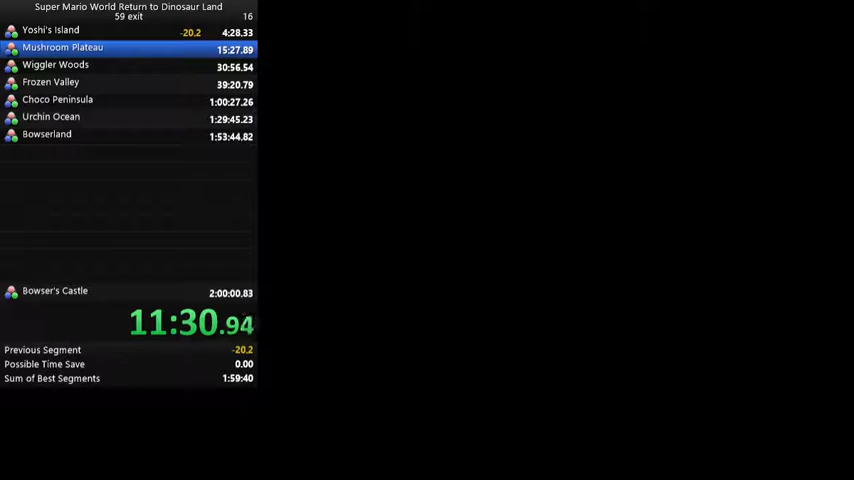 Super Mario World Return to Dinosaur Land
59 exit 16
Yoshi's Island -20.2 4:28.33
Mushroom Plateau 15:27.89
Wiggler Woods 30:56.54
Frozen Valley 39:20.79
Choco Peninsula 1:00:27.26
Urchin Ocean 1:29:45.23
Bowserland 1:53:44.82
Bowser's Castle 2:00:00.83
11:30.94
Previous Segment -20.2
Possible Time Save 0.00
Sum of Best Segments 1:59:40